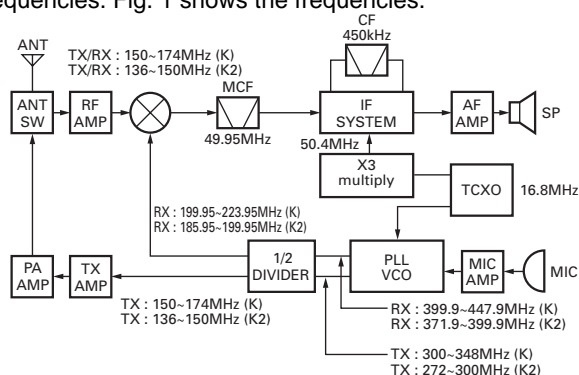 equencies. Fig. 1 shows the frequencies.
CF
450kHz
ANT
TX/RX : 150~174MHz (K)
TX/RX : 136~150MHz (K2)
MCF
ANT
SW
RF
AMP
IF
SYSTEM
AF
AMP
SP
49.95MHz
50.4MHz
X3
multiply
TCXO
16.8MHz
RX : 199.95~223.95MHz (K)
RX : 185.95~199.95MHz (K2)
PA
AMP
TX
AMP
1/2
DIVIDER
PLL
VCO
MIC
AMP
MIC
TX : 150~174MHz (K)
TX : 136~150MHz (K2)
RX : 399.9~447.9MHz (K)
RX : 371.9~399.9MHz (K2)
TX : 300~348MHz (K)
TX : 272~300MHz (K2)